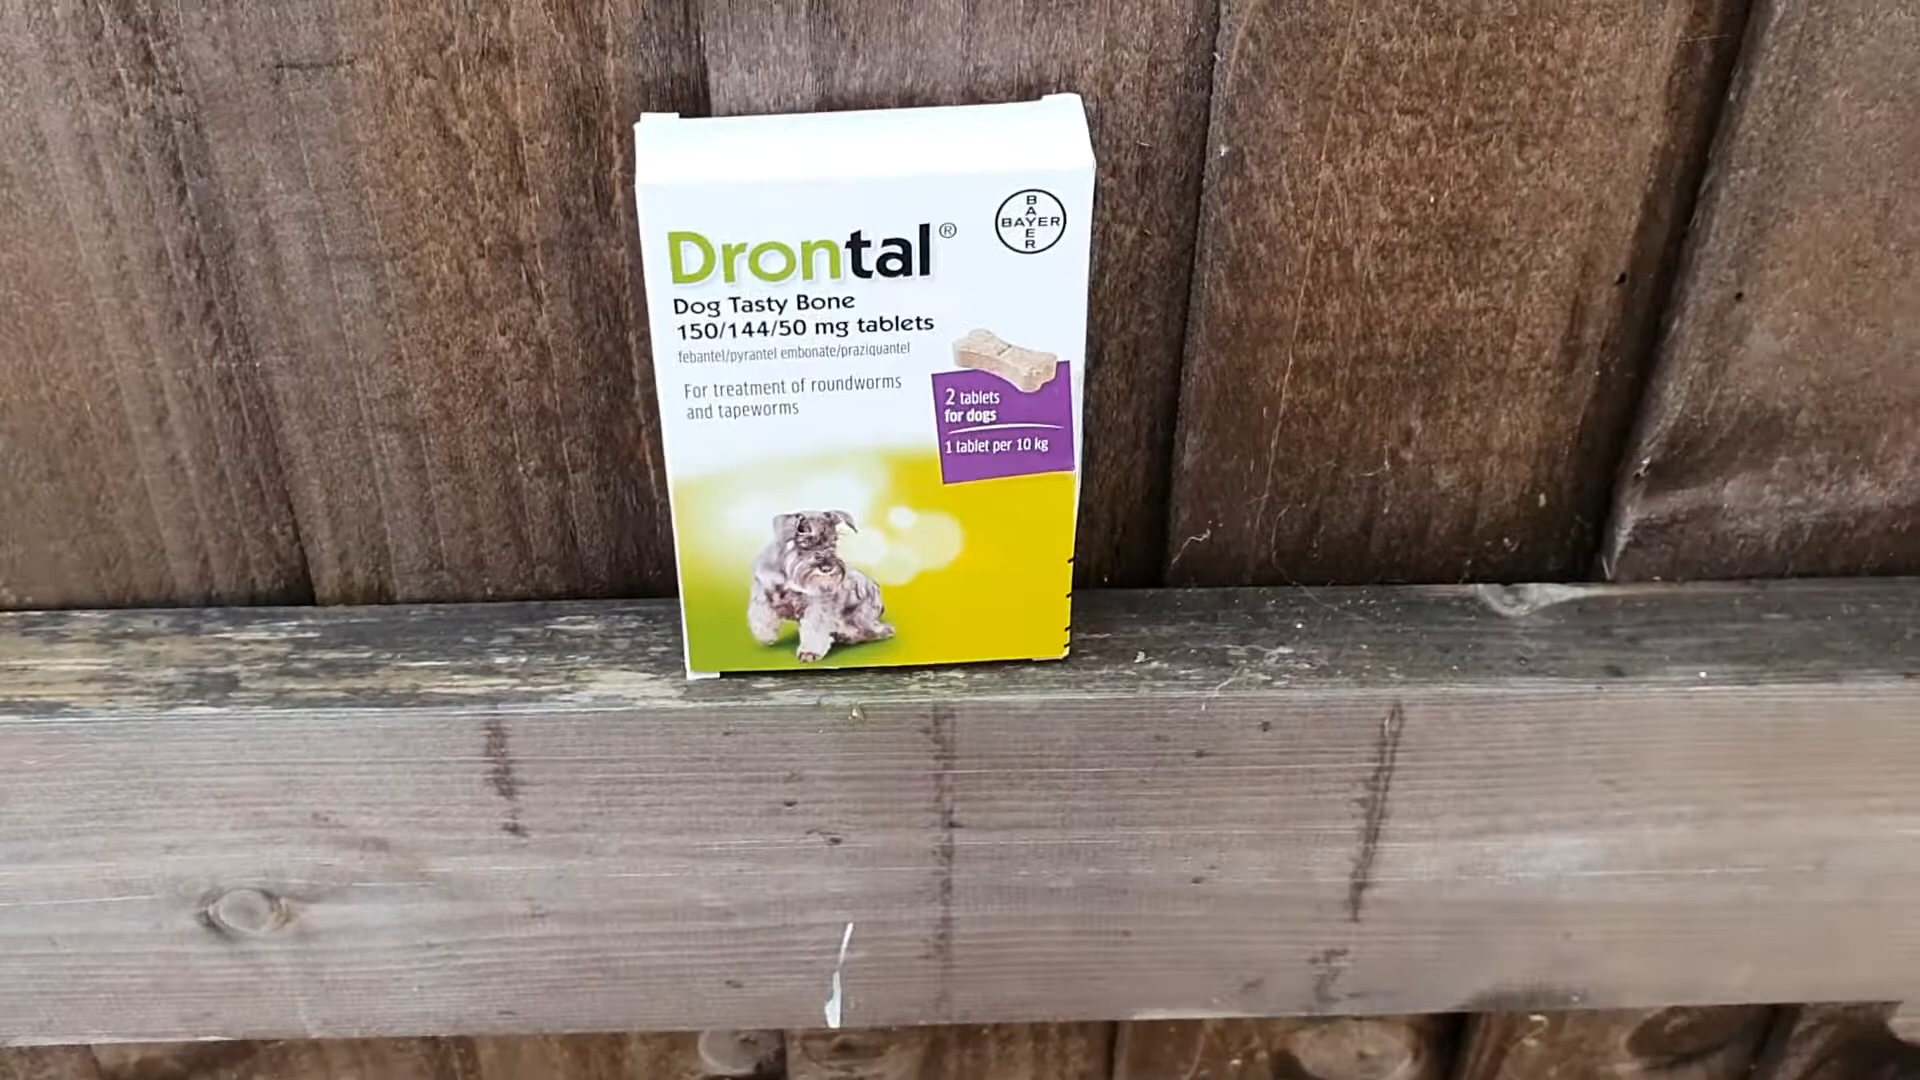 Drontal®
BAYER
BAYER
Dog Tasty Bone
150/144/50 mg tablets
febantel/pyrantel embonate/praziquantel
For treatment of roundworms
and tapeworms
2 tablets
for dogs
1 tablet per 10 kg